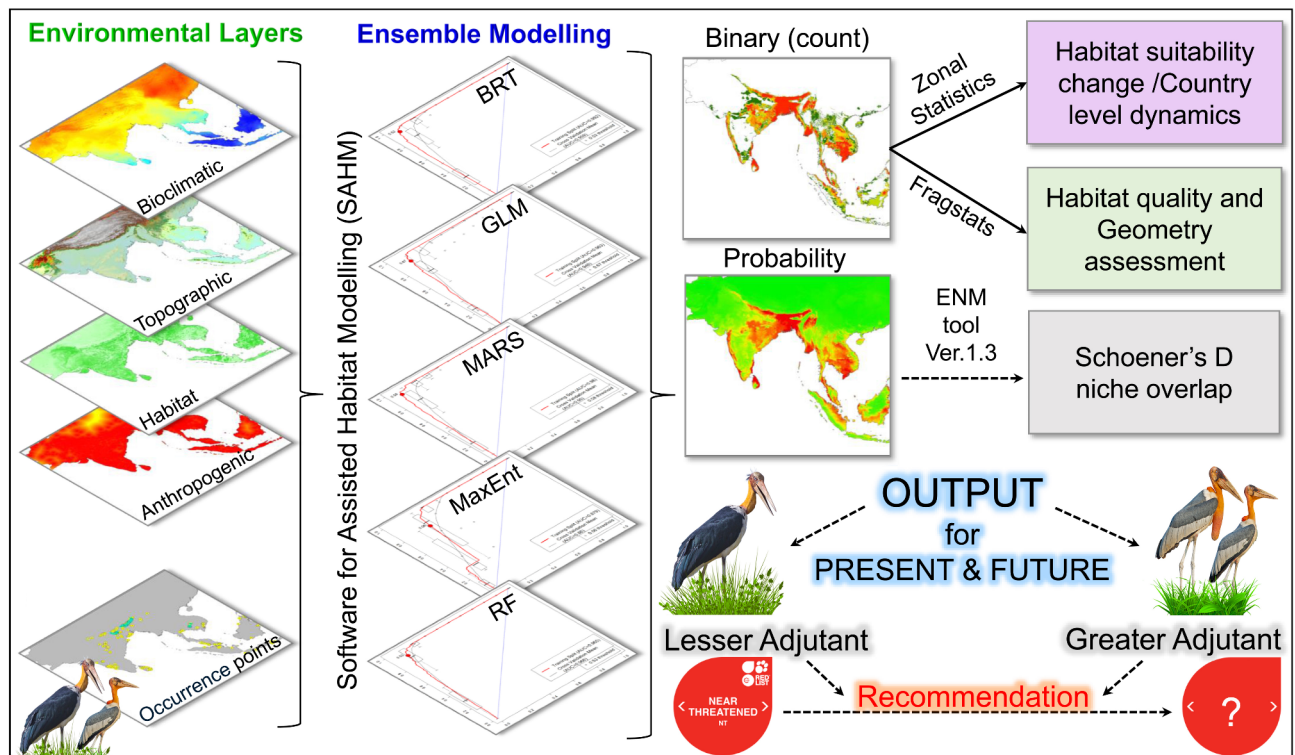 Environmental Layers
Bioclimatic
Topographic
Habitat
Anthropogenic
Occurrence points
Software for Assisted Habitat Modelling (SAHM)
Ensemble Modelling
BRT
GLM
MARS
MaxEnt
RF
Binary (count)
Probability
Zonal
Statistics
Fragstats
Habitat suitability
change /Country
level dynamics
Habitat quality and
Geometry
assessment
ENM
tool
Ver.1.3
Schoener's D
niche overlap
OUTPUT
for
PRESENT & FUTURE
Lesser Adjutant
Greater Adjutant
RED
LIST
< NEAR >
THREATENED
NT
Recommendation
< ? >